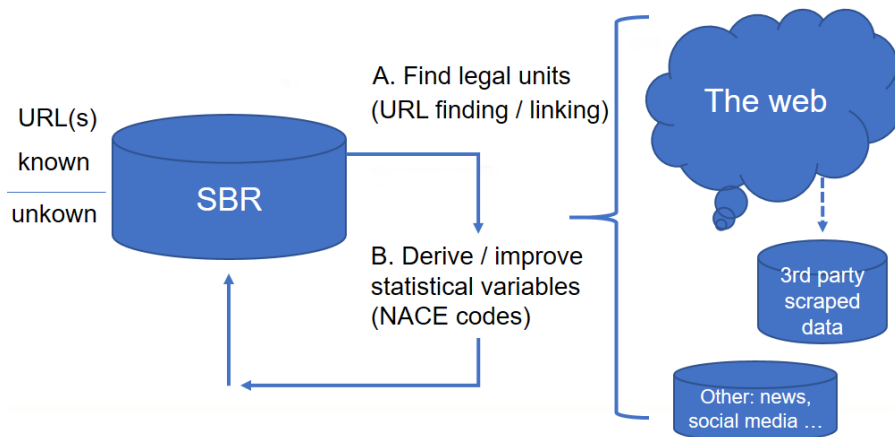 URL(s)
known
unkown
SBR
A. Find legal units
(URL finding / linking)
B. Derive / improve
statistical variables
(NACE codes)
The web
3rd party
scraped
data
Other: news,
social media ...